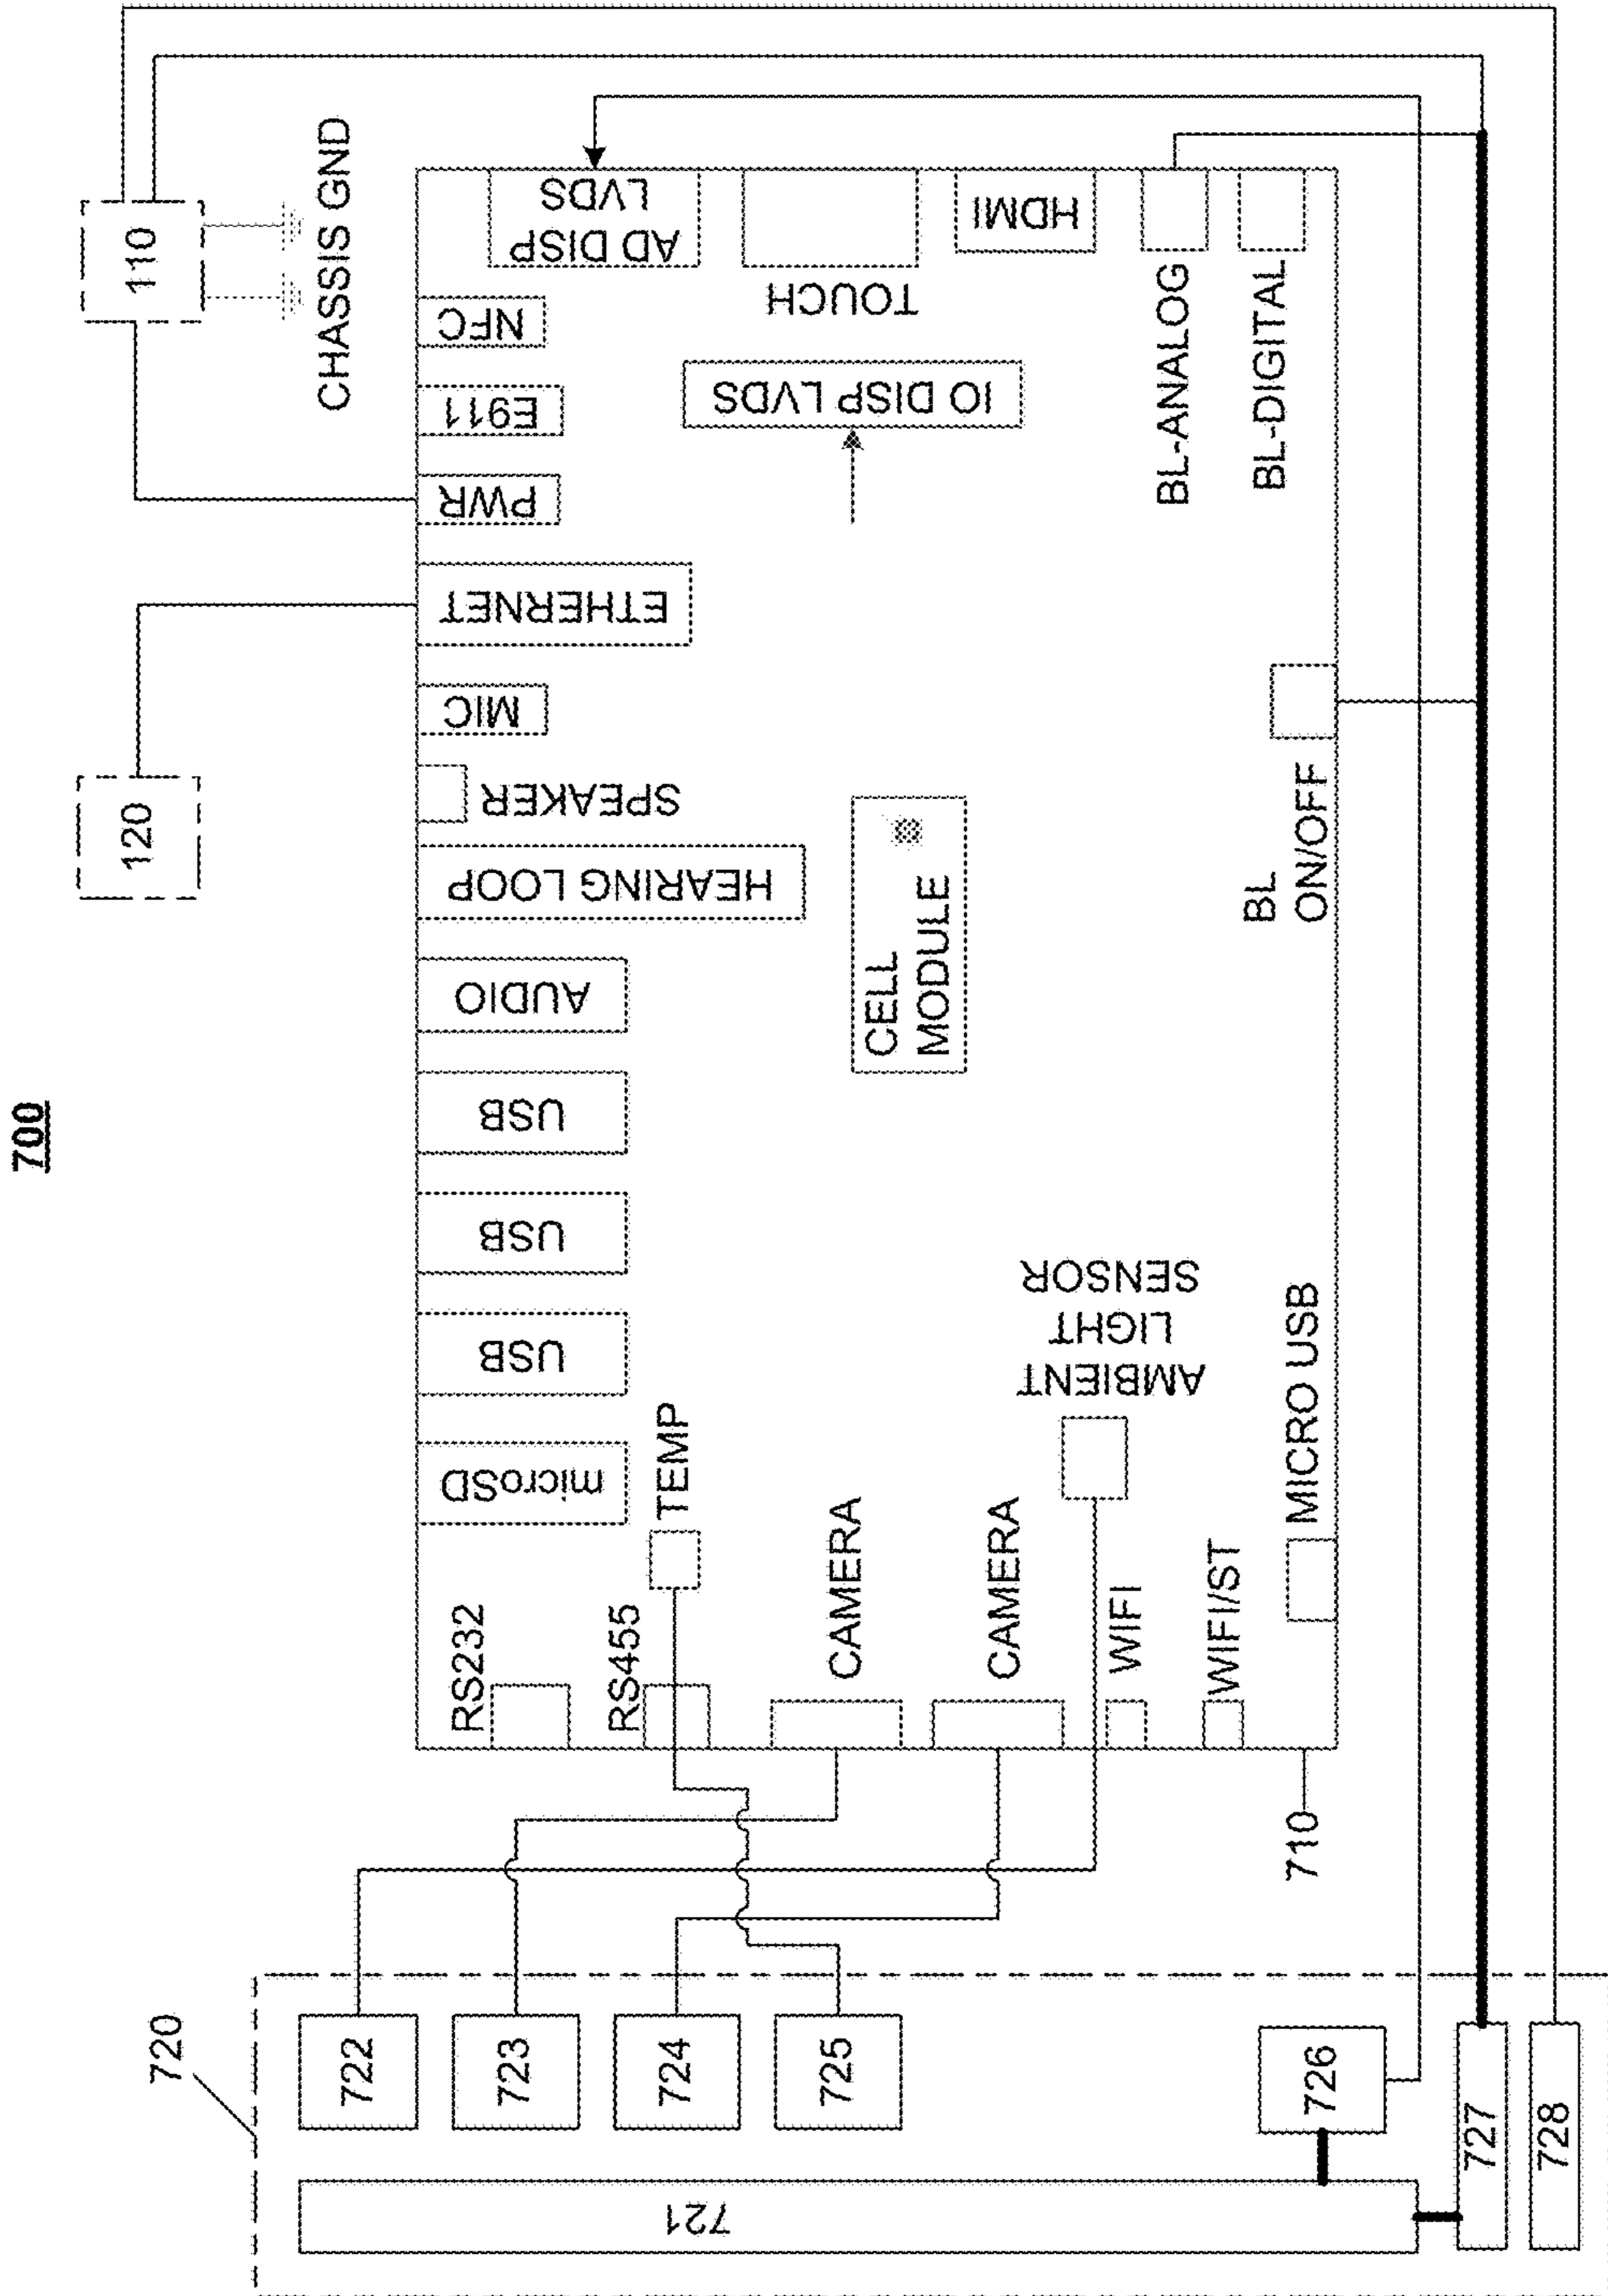 700
120
110
CHASSIS GND
microSD
USB
USB
USB
AUDIO
HEARING LOOP
SPEAKER
MIC
ETHERNET
PWR
E911
NFC
AD DISP
LVDS
TOUCH
HDMI
IO DISP LVDS
BL-ANALOG
BL-DIGITAL
BL
ON/OFF
CELL
MODULE
AMBIENT
LIGHT
SENSOR
MICRO USB
TEMP
RS232
RS455
CAMERA
CAMERA
WIFI
WIFI/ST
710
720
722
723
724
725
726
727
728
721